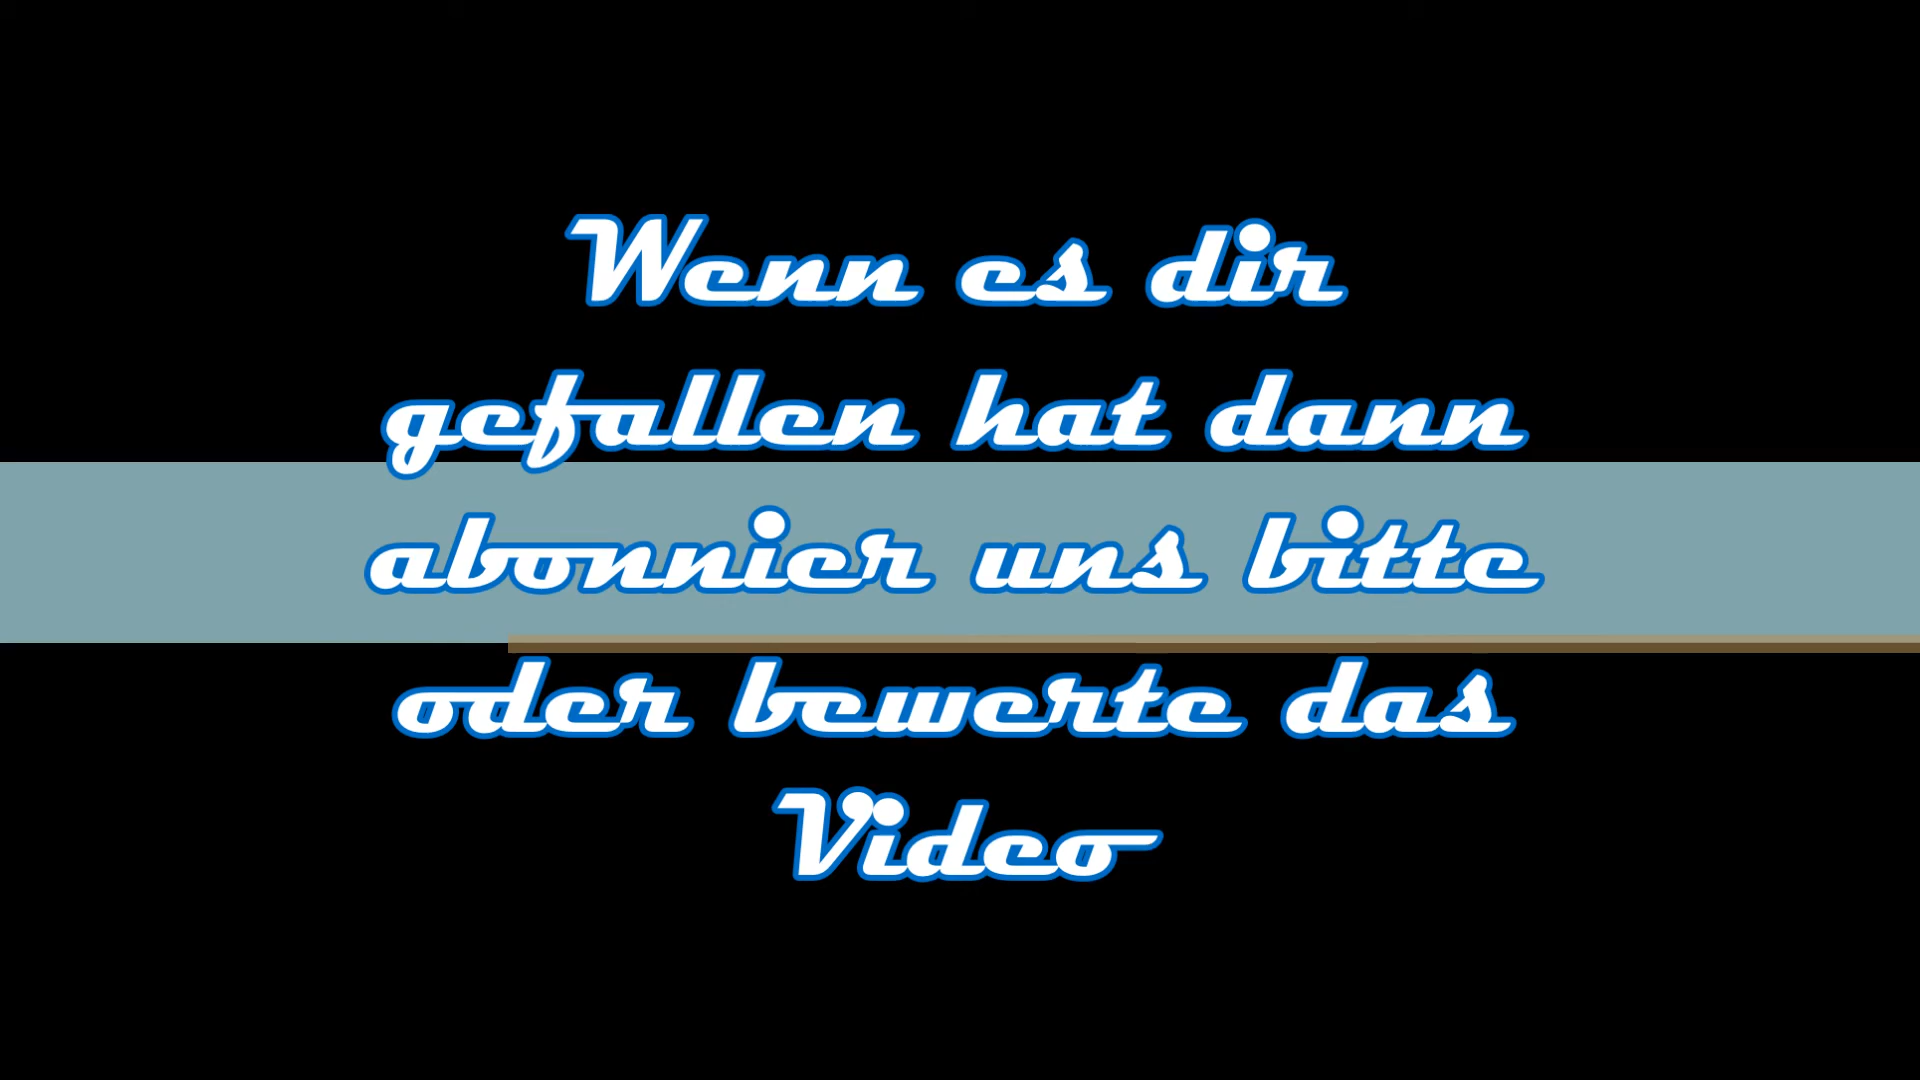 Wenn es dir
gefallen hat dann
abonnier uns bitte
oder bewerte das
Video